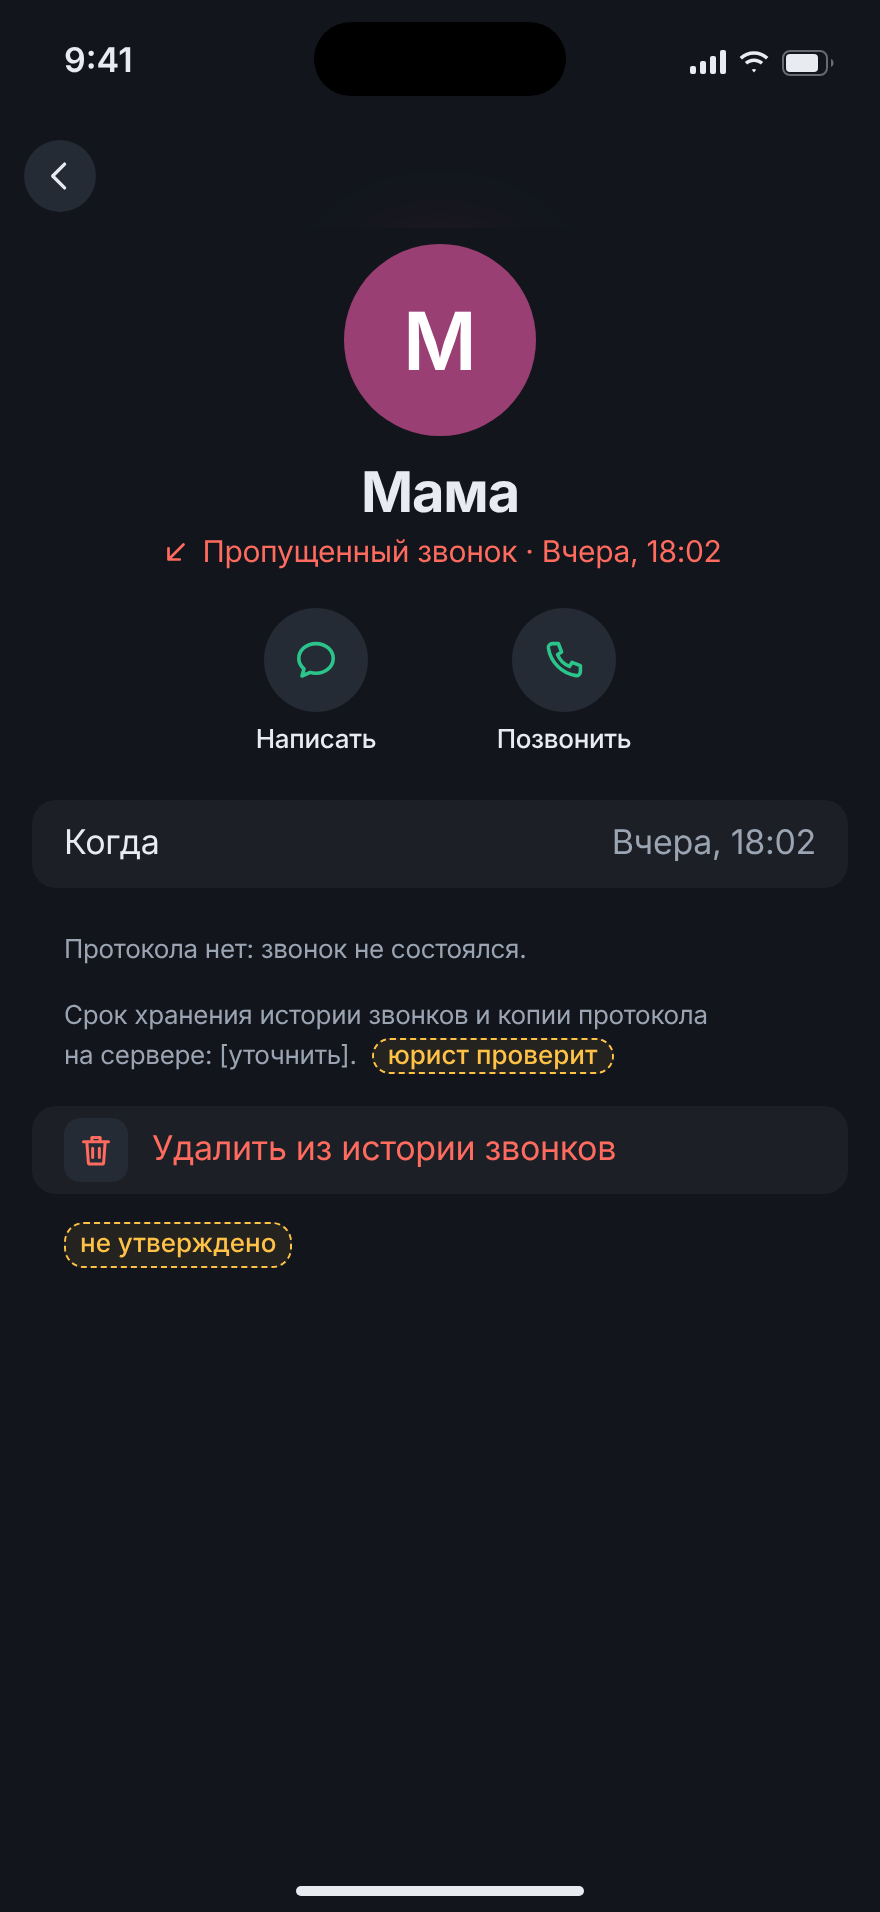 9:41
М
Мама
Пропущенный звонок · Вчера, 18:02
Написать
Позвонить
Когда
Вчера, 18:02
Протокола нет: звонок не состоялся.
Срок хранения истории звонков и копии протокола
на сервере: [уточнить]. юрист проверит
Удалить из истории звонков
не утверждено